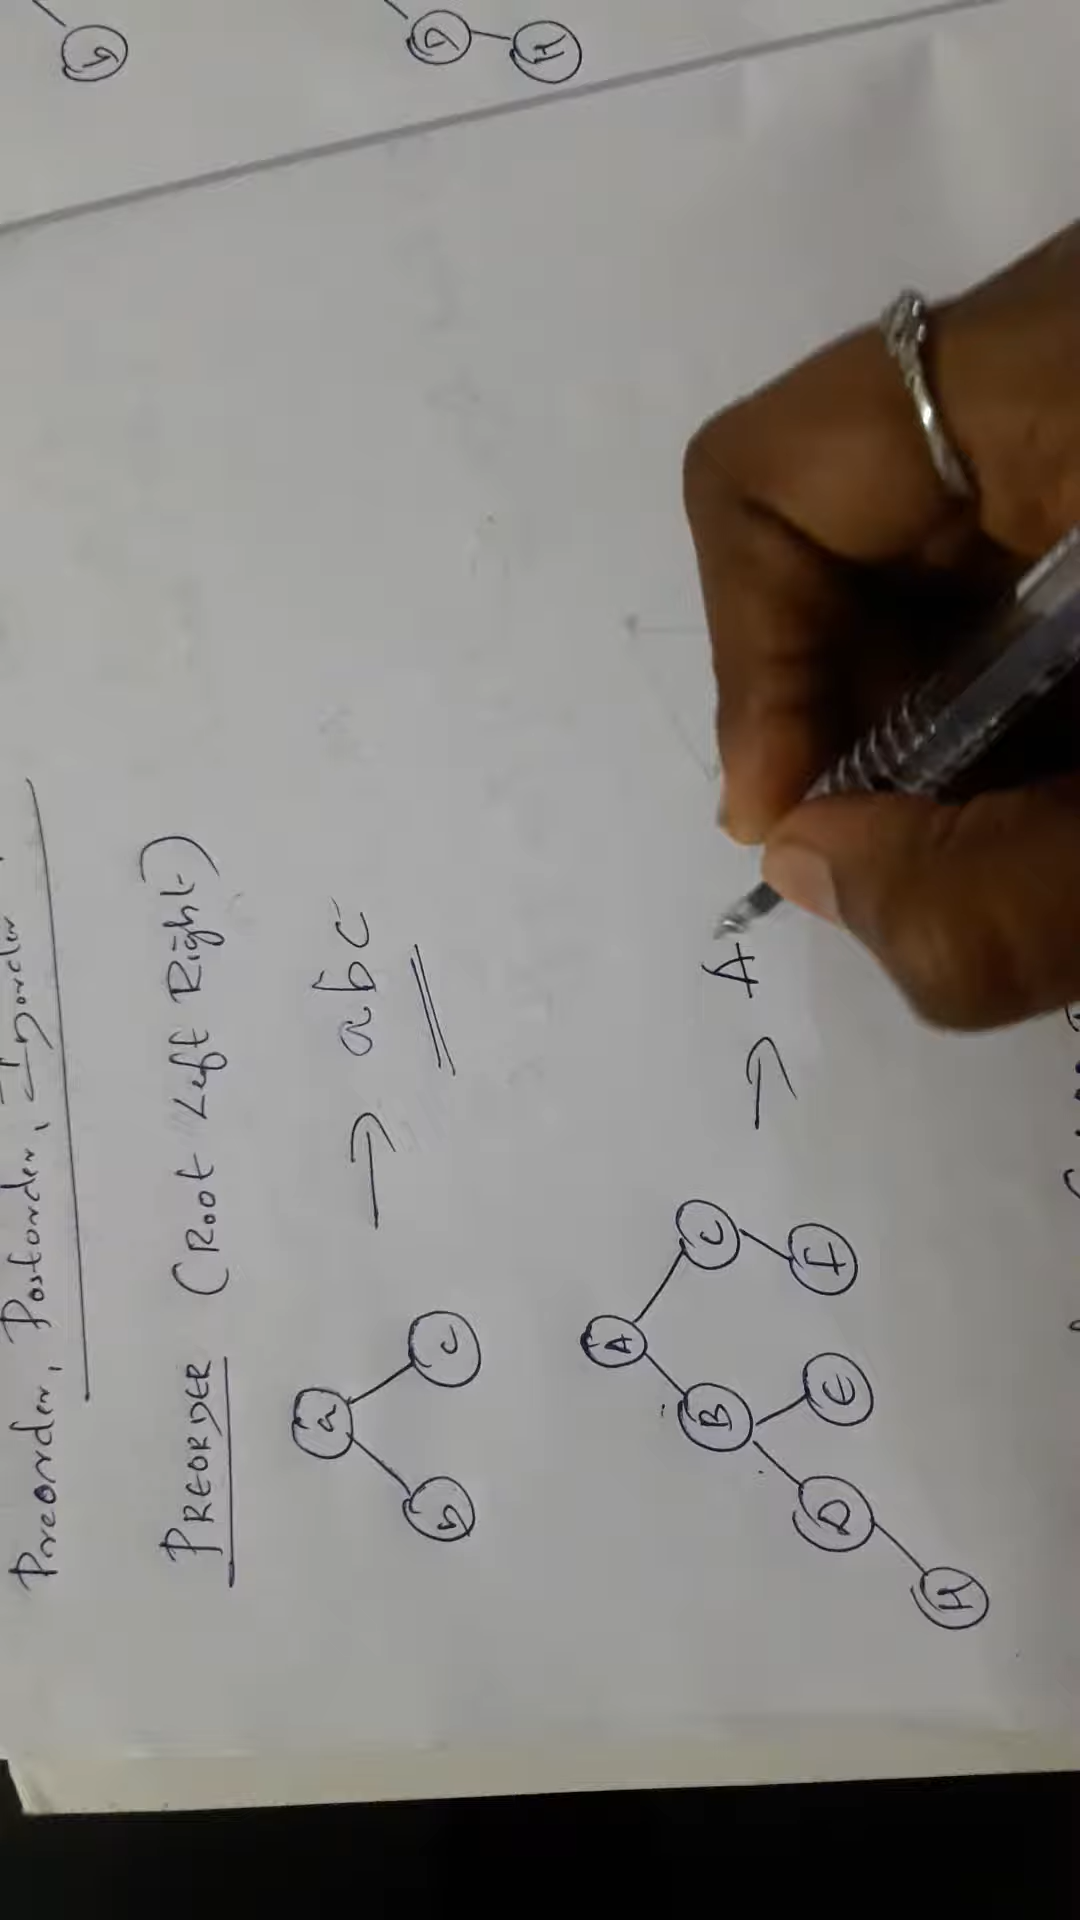 Preorder, Postorder, Inorder
PREORDER (Root Left Right)
a
b
c
→ abc
A
B
C
D
E
I
H
→ A
G
D
H